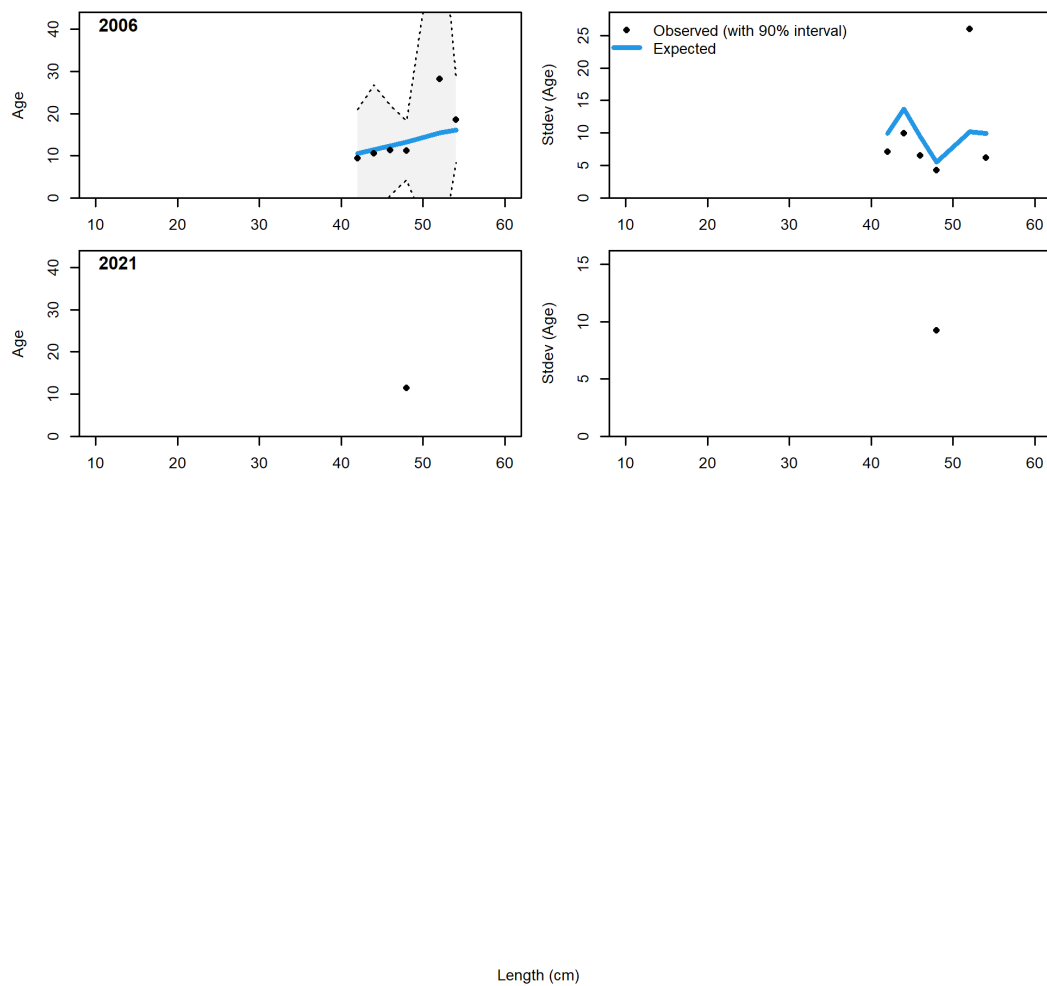 2006
Age
0 10 20 30 40
10 20 30 40 50 60
Observed (with 90% interval)
Expected
Stdev (Age)
0 5 10 15 20 25
10 20 30 40 50 60
2021
Age
0 10 20 30 40
10 20 30 40 50 60
Stdev (Age)
0 5 10 15
10 20 30 40 50 60
Length (cm)